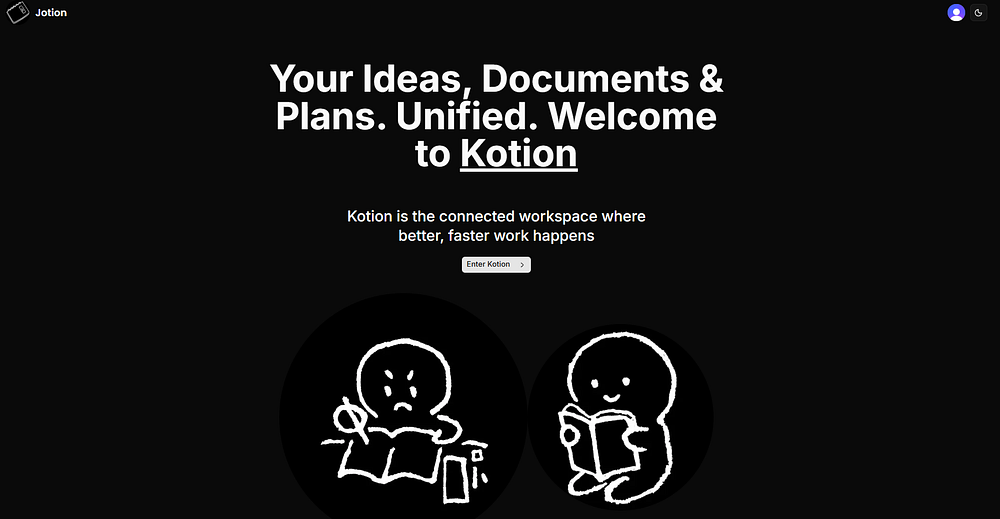 Jotion
Your Ideas, Documents &
Plans. Unified. Welcome
to Kotion
Kotion is the connected workspace where
better, faster work happens
Enter Kotion